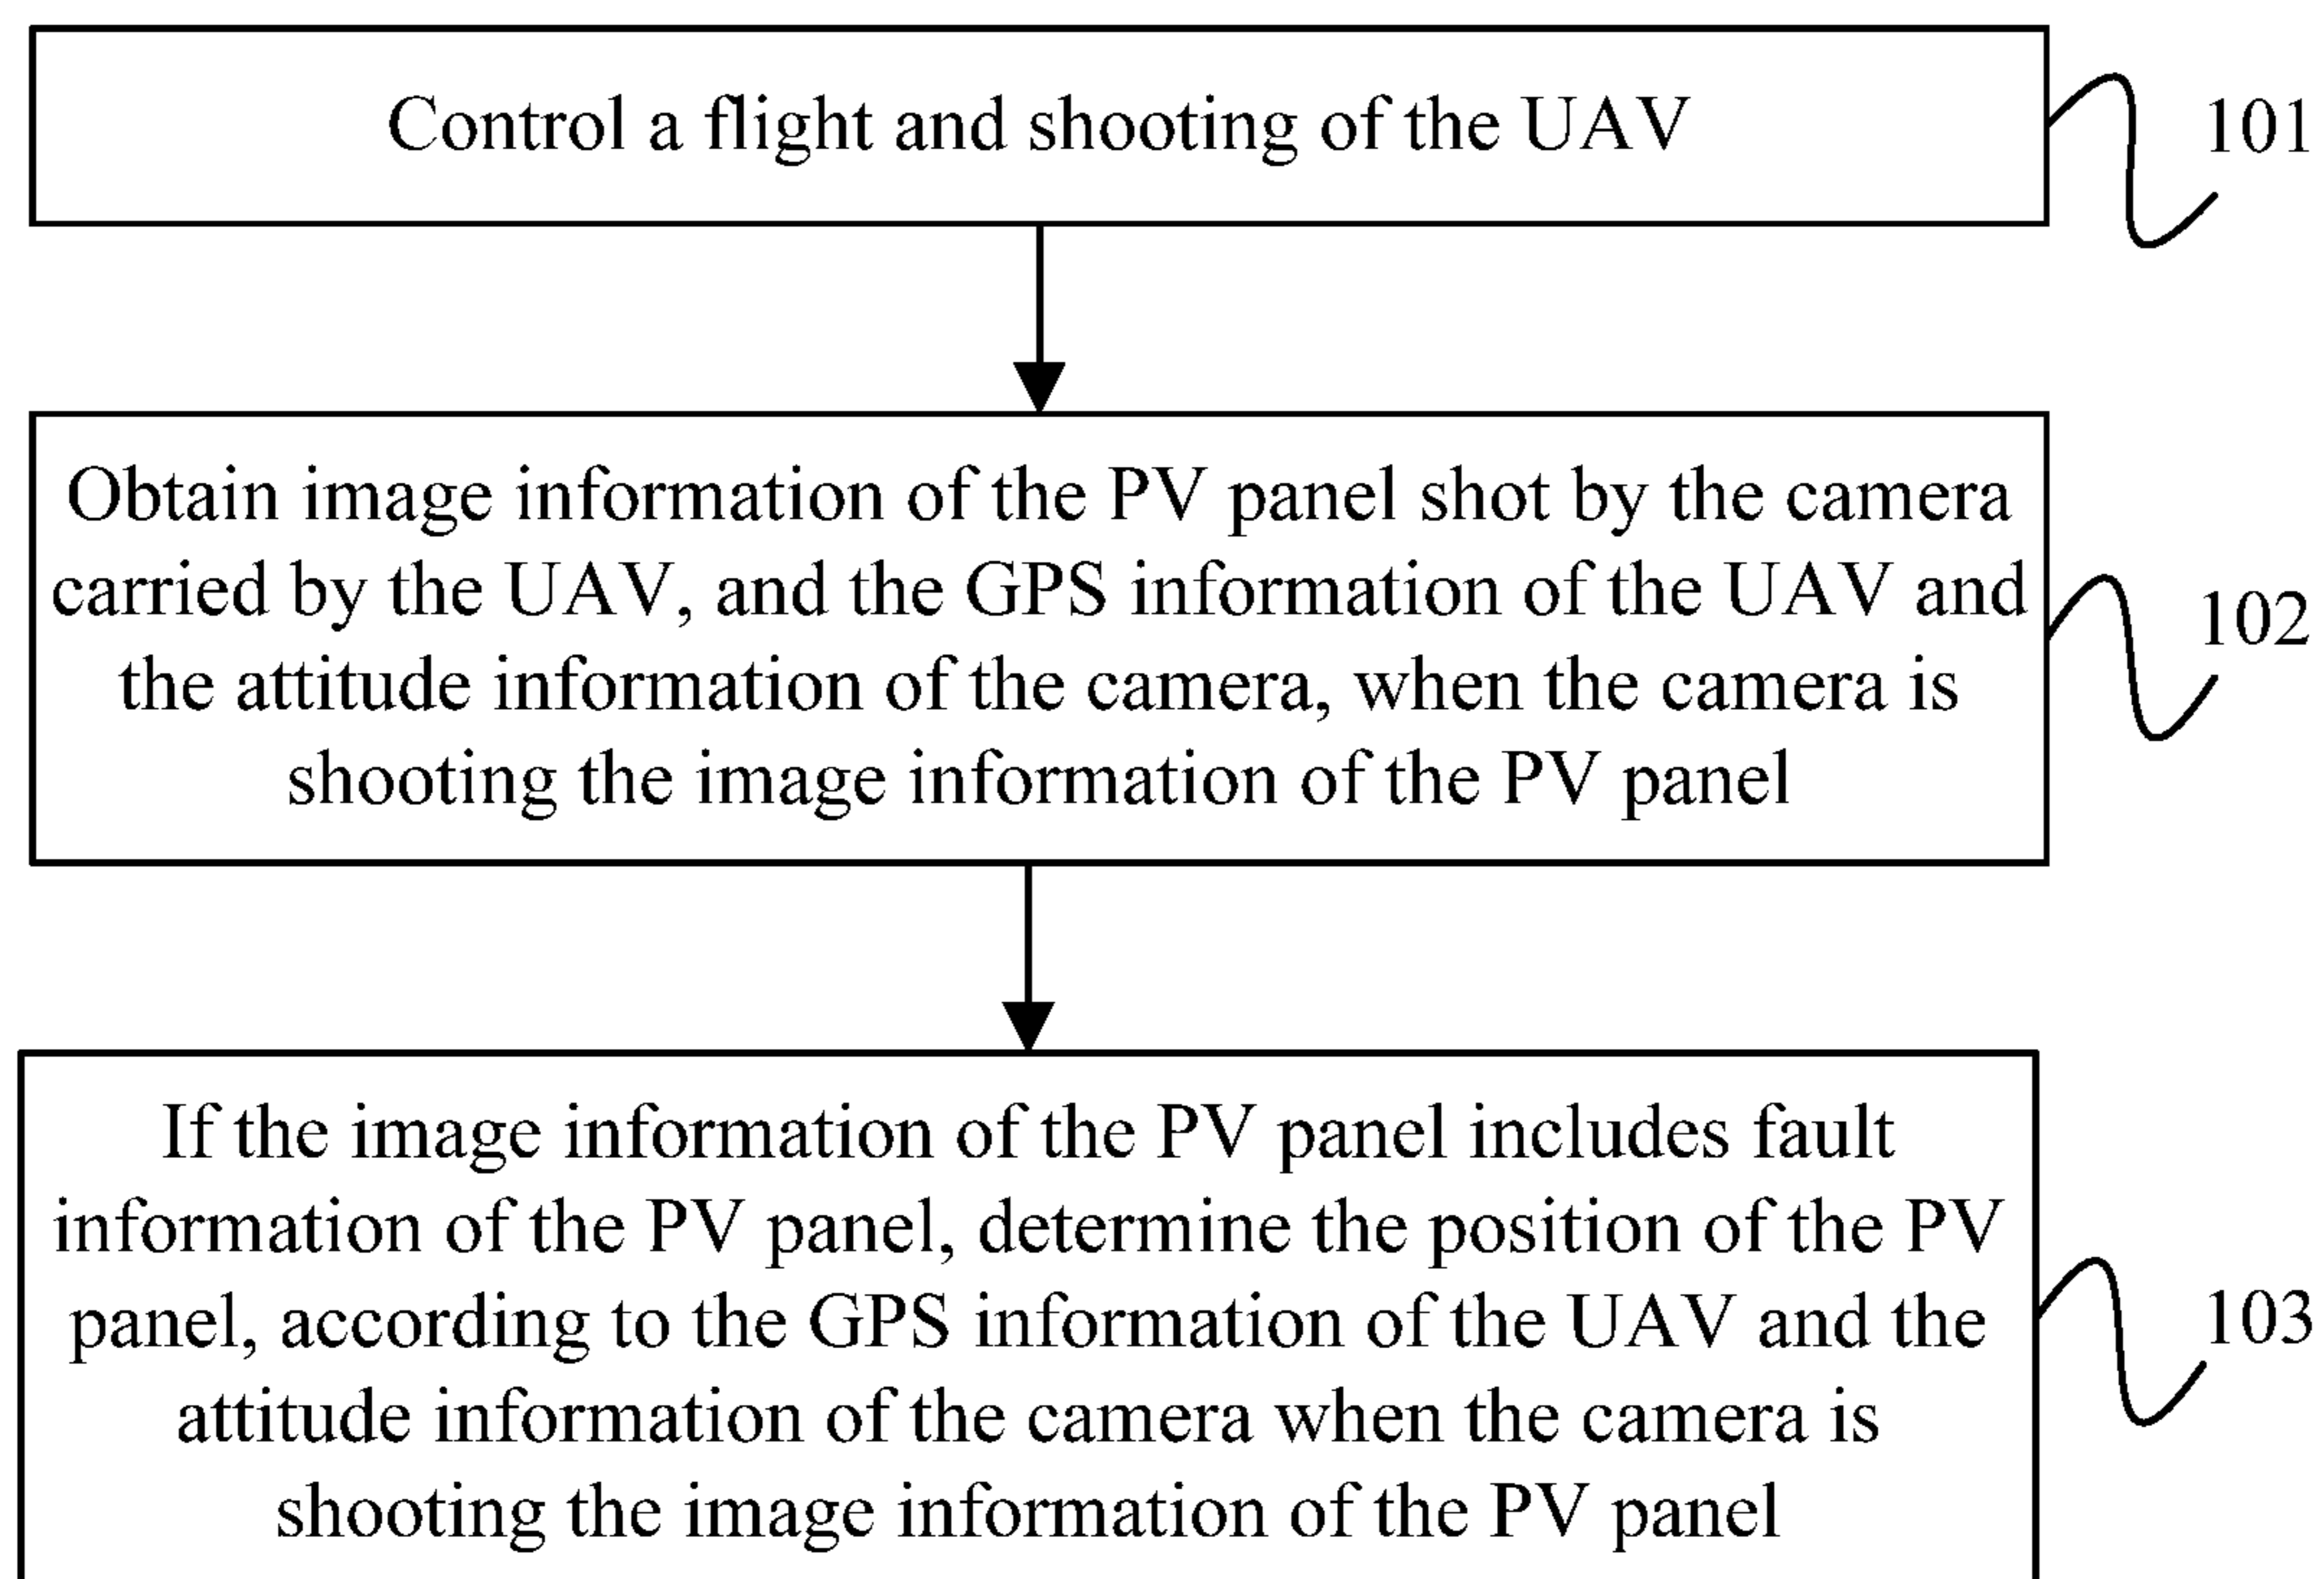 Control a flight and shooting of the UAV
101
Obtain image information of the PV panel shot by the camera
carried by the UAV, and the GPS information of the UAV and
the attitude information of the camera, when the camera is
shooting the image information of the PV panel
102
If the image information of the PV panel includes fault
information of the PV panel, determine the position of the PV
panel, according to the GPS information of the UAV and the
attitude information of the camera when the camera is
shooting the image information of the PV panel
103